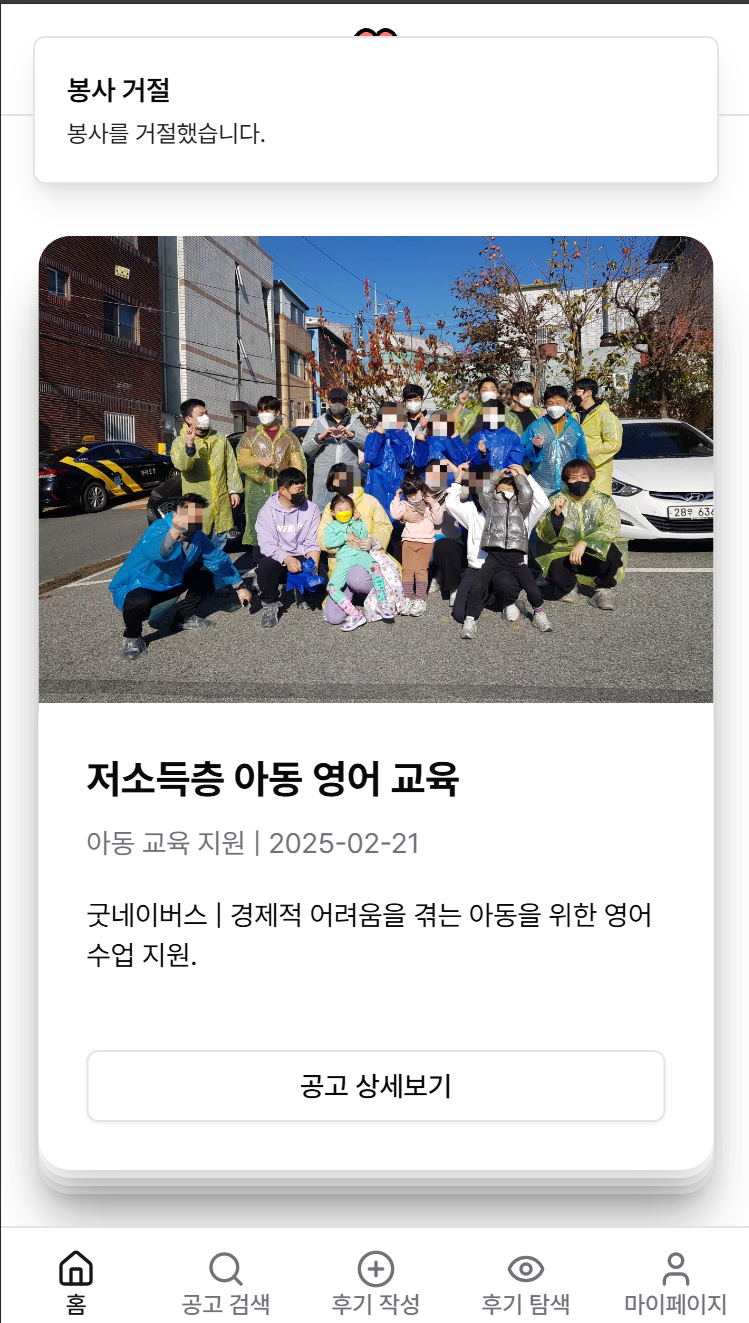 봉사 거절
봉사를 거절했습니다.
저소득층 아동 영어 교육
아동 교육 지원 | 2025-02-21
굿네이버스 | 경제적 어려움을 겪는 아동을 위한 영어
수업 지원.
공고 상세보기
홈
공고 검색
후기 작성
후기 탐색
마이페이지